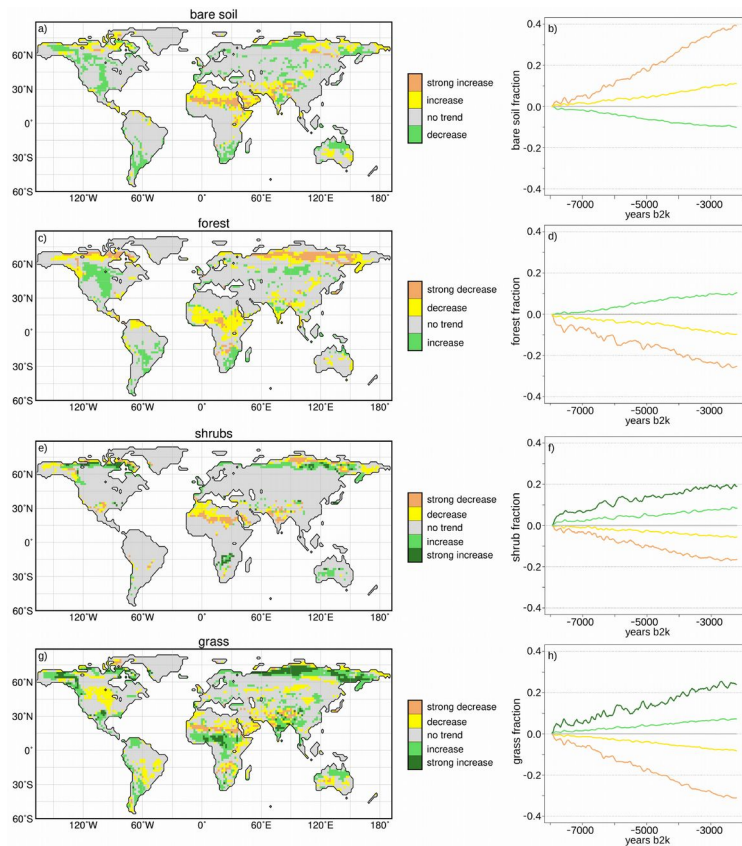 bare soil
a)
60˚N
30˚N
0˚
30˚S
60˚S
120˚W 60˚W 0˚ 60˚E 120˚E 180˚
strong increase
increase
no trend
decrease
b)
bare soil fraction
0.4
0.2
0.0
-0.2
-0.4
-7000 -5000 -3000
years b2k
forest
c)
60˚N
30˚N
0˚
30˚S
60˚S
120˚W 60˚W 0˚ 60˚E 120˚E 180˚
strong decrease
decrease
no trend
increase
d)
forest fraction
0.4
0.2
0.0
-0.2
-0.4
-7000 -5000 -3000
years b2k
shrubs
e)
60˚N
30˚N
0˚
30˚S
60˚S
120˚W 60˚W 0˚ 60˚E 120˚E 180˚
strong decrease
decrease
no trend
increase
strong increase
f)
shrub fraction
0.4
0.2
0.0
-0.2
-0.4
-7000 -5000 -3000
years b2k
grass
g)
60˚N
30˚N
0˚
30˚S
60˚S
120˚W 60˚W 0˚ 60˚E 120˚E 180˚
strong decrease
decrease
no trend
increase
strong increase
h)
grass fraction
0.4
0.2
0.0
-0.2
-0.4
-7000 -5000 -3000
years b2k